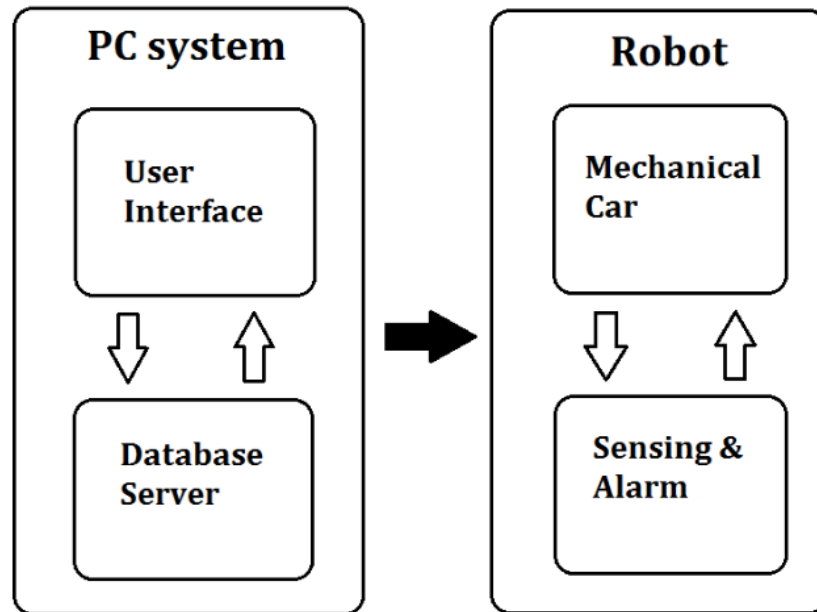 PC system
User
Interface
Database
Server
Robot
Mechanical
Car
Sensing &
Alarm